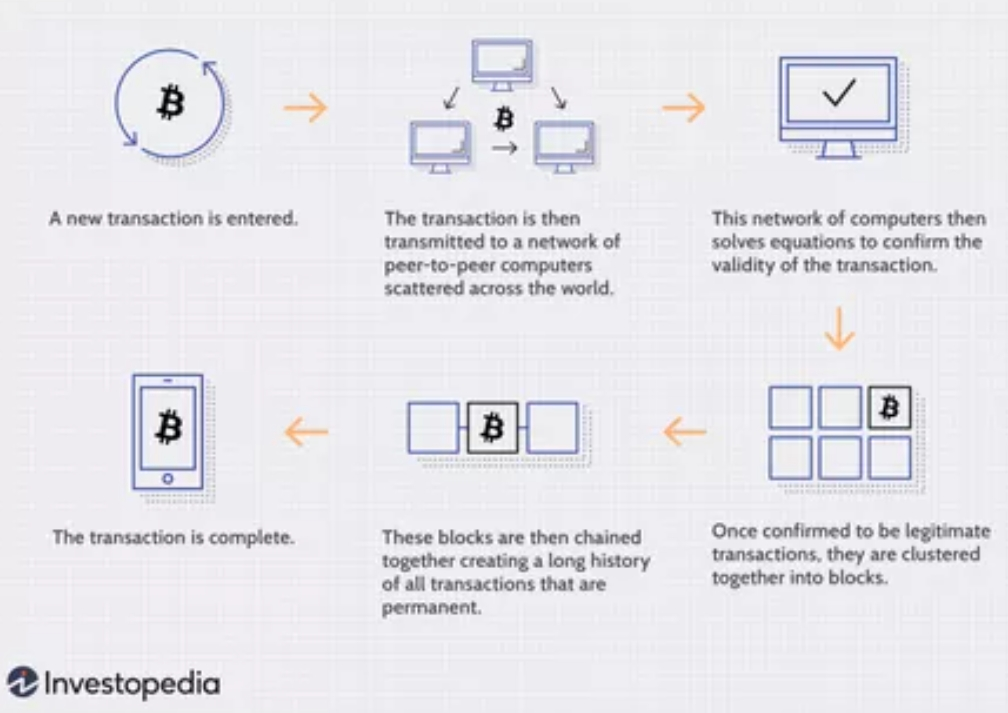 A new transaction is entered.
The transaction is then
transmitted to a network of
peer-to-peer computers
scattered across the world.
This network of computers then
solves equations to confirm the
validity of the transaction.
Once confirmed to be legitimate
transactions, they are clustered
together into blocks.
These blocks are then chained
together creating a long history
of all transactions that are
permanent.
The transaction is complete.
Investopedia